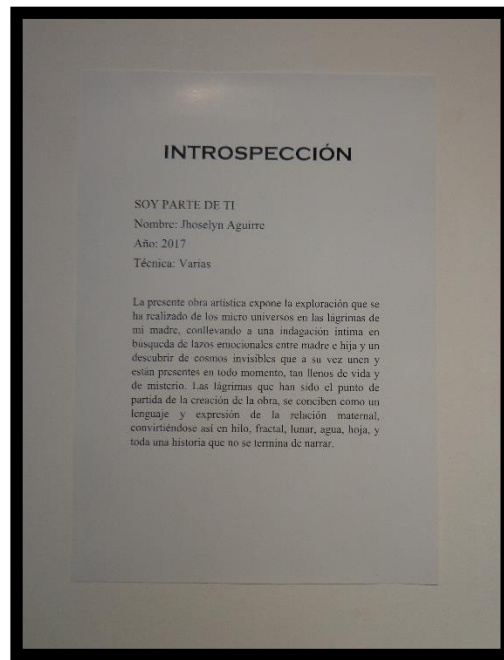 INTROSPECCIÓN
SOY PARTE DE TI
Nombre: Jhoselyn Aguirre
Año: 2017
Técnica: Varias
La presente obra artística expone la exploración que se
ha realizado de los micro universos en las lágrimas de
mi madre, conllevando a una indagación íntima en
búsqueda de lazos emocionales entre madre e hija y un
descubrir de cosmos invisibles que a su vez unen y
están presentes en todo momento, tan llenos de vida y
de misterio. Las lágrimas que han sido el punto de
partida de la creación de la obra, se conciben como un
lenguaje y expresión de la relación maternal,
convirtiéndose así en hilo, fractal, lunar, agua, hoja, y
toda una historia que no se termina de narrar.